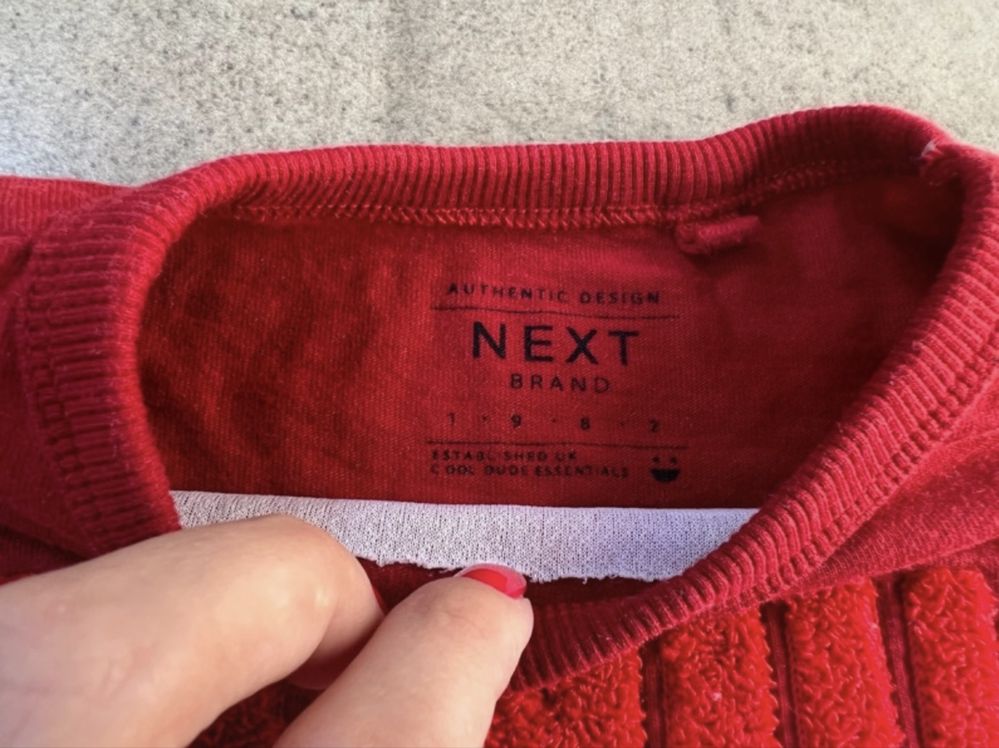 AUTHENTIC DESIGN
NEXT
BRAND
1 · 9 · 8 · 2
ESTABLISHED UK
COOL DUDE ESSENTIALS